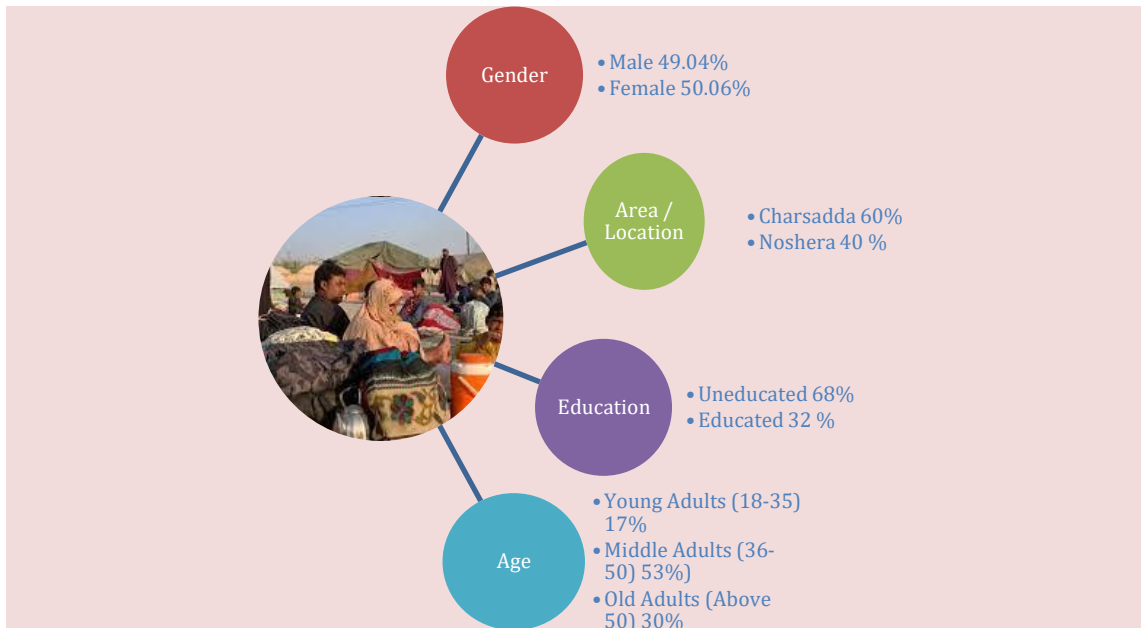 Gender
• Male 49.04%
• Female 50.06%
Area /
Location
• Charsadda 60%
• Noshera 40 %
Education
• Uneducated 68%
• Educated 32 %
Age
• Young Adults (18-35)
17%
• Middle Adults (36-
50) 53%)
• Old Adults (Above
50) 30%